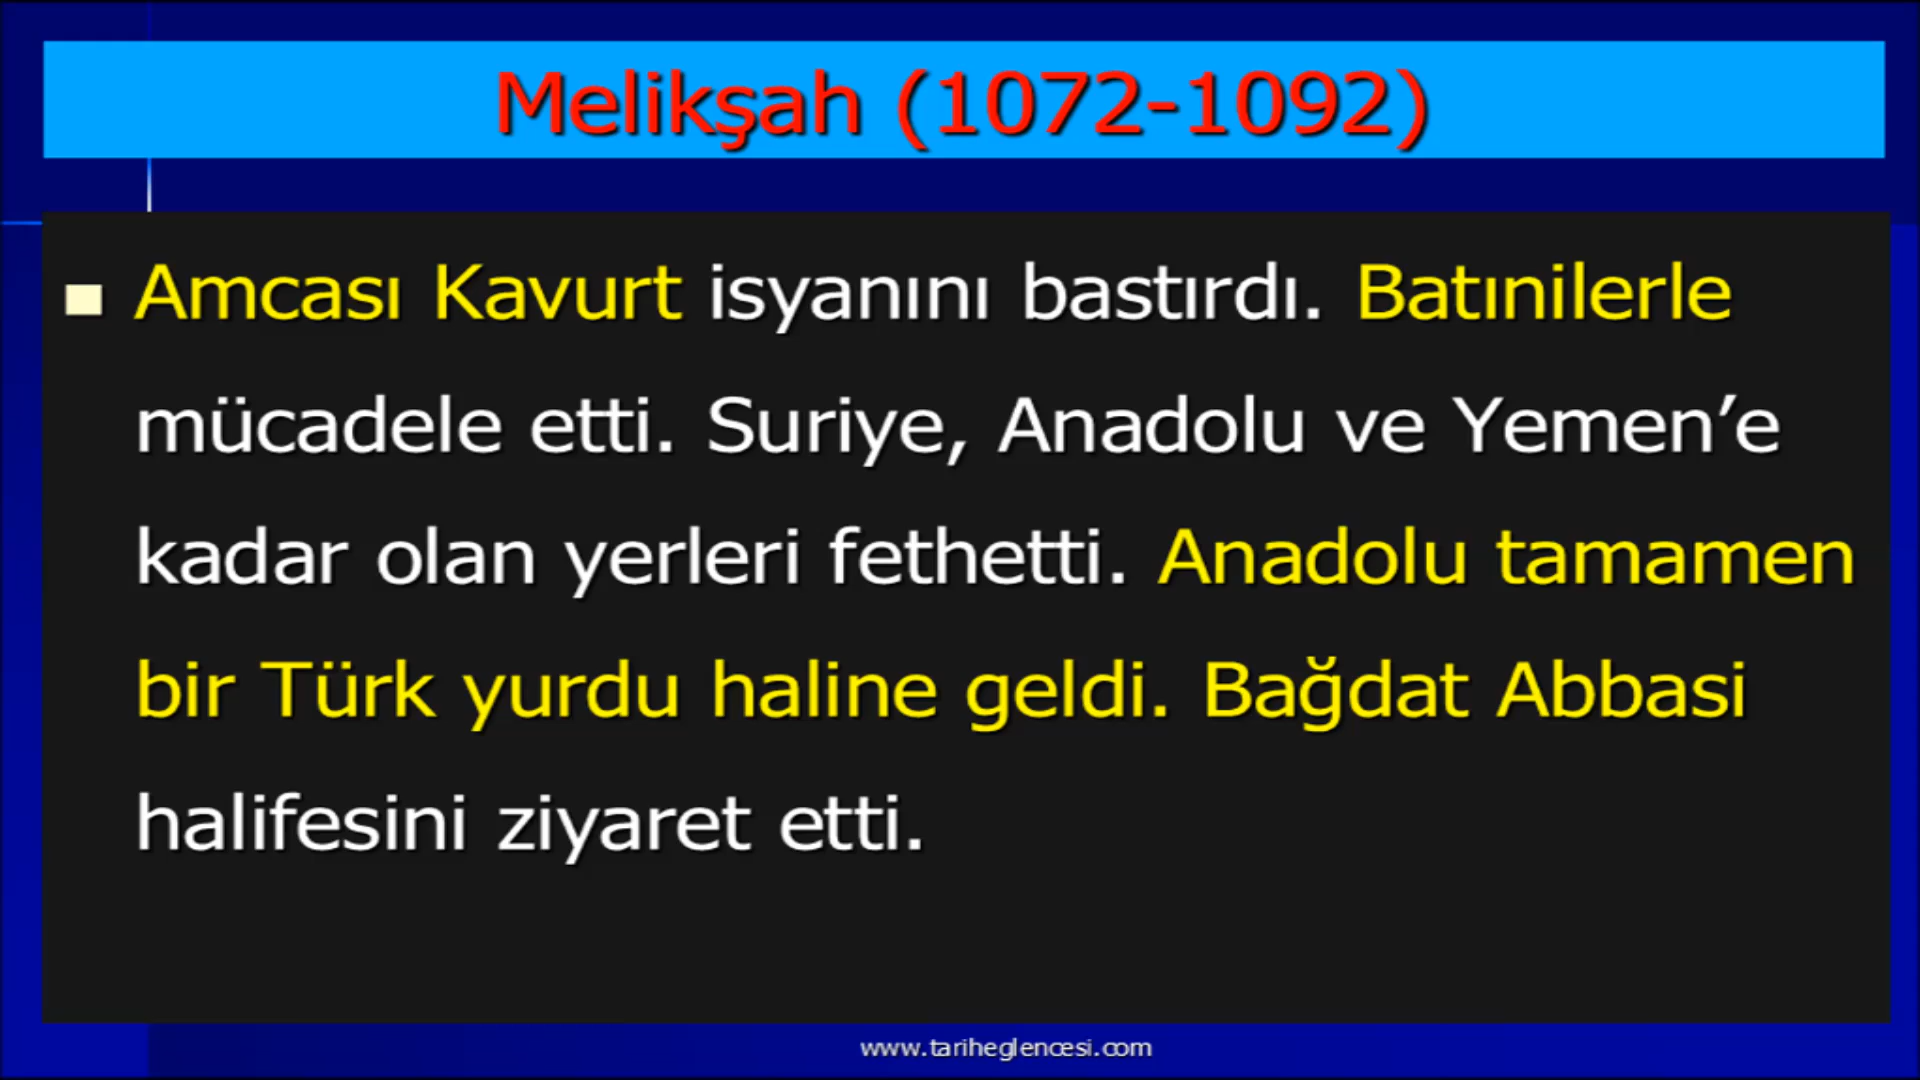 Melikşah (1072-1092)
Amcası Kavurt isyanını bastırdı. Batınilerle
mücadele etti. Suriye, Anadolu ve Yemen’e
kadar olan yerleri fethetti. Anadolu tamamen
bir Türk yurdu haline geldi. Bağdat Abbasi
halifesini ziyaret etti.
www.tariheglencesi.com